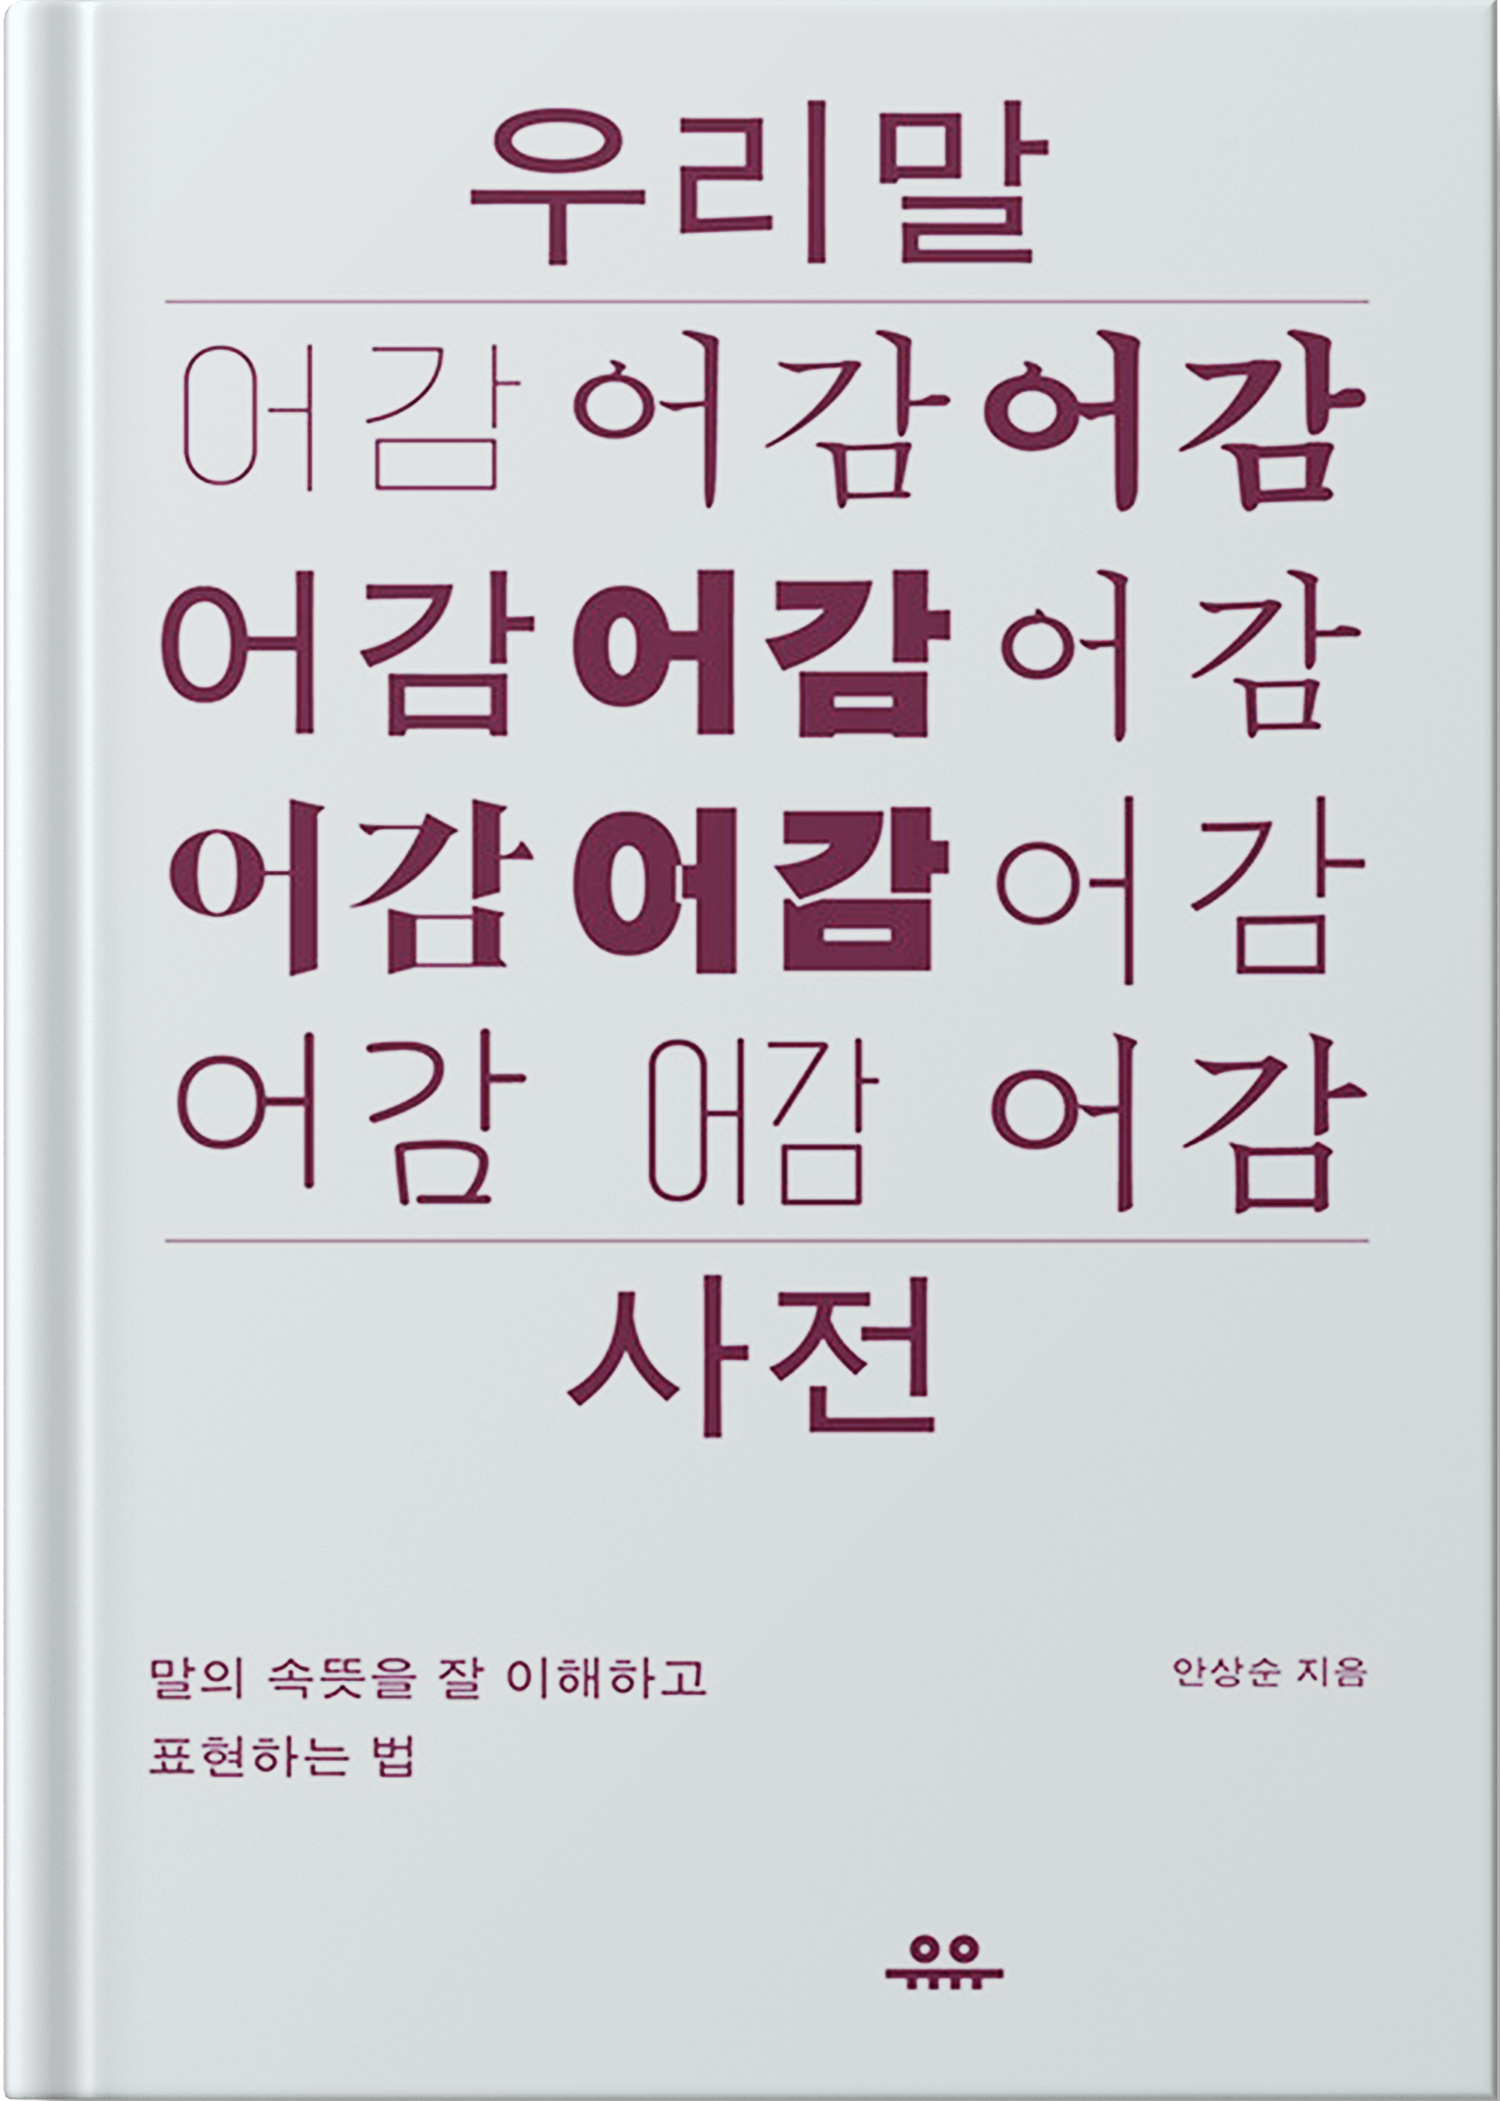 우리말
어감 어감 어감
어감 어감 어감
어감 어감 어감
어감 어감 어감
사전
말의 속뜻을 잘 이해하고
표현하는 법
안상순 지음
유유